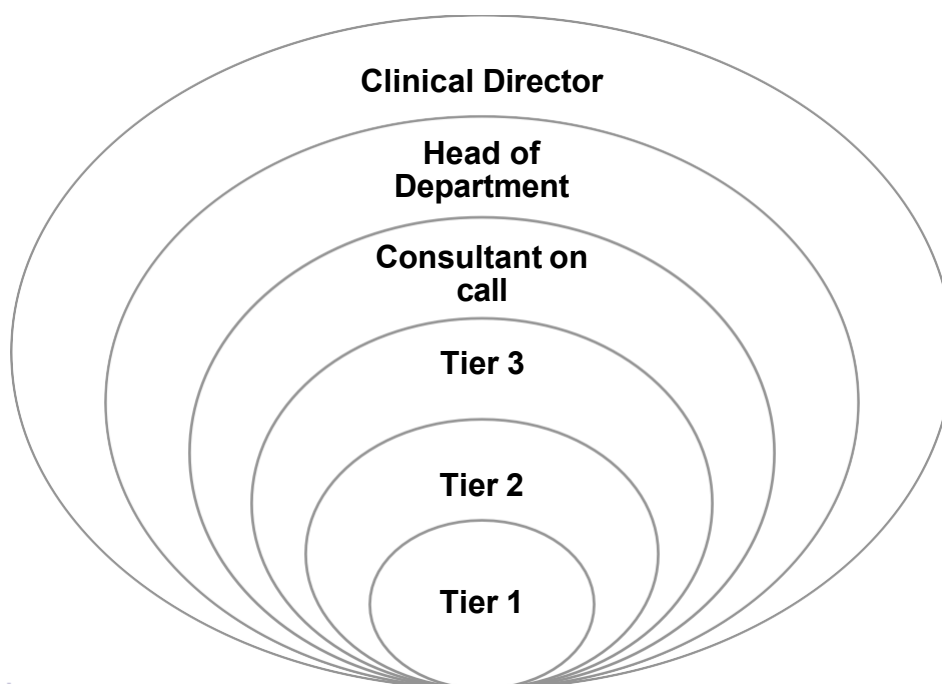 Clinical Director
Head of
Department
Consultant on
call
Tier 3
Tier 2
Tier 1